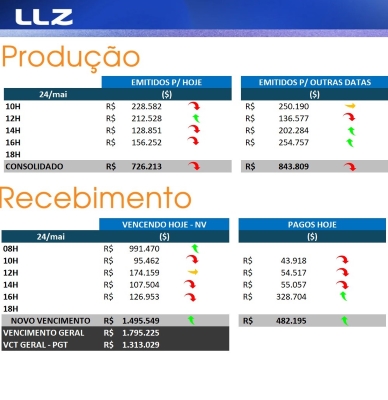 LLZ
Produção
EMITIDOS P/ HOJE EMITIDOS P/ OUTRAS DATAS
24/mai ($) ($)
10H R$ 228.582 R$ 250.190
12H R$ 212.528 R$ 136.577
14H R$ 128.851 R$ 202.284
16H R$ 156.252 R$ 254.757
18H
CONSOLIDADO R$ 726.213 R$ 843.809
Recebimento
VENCENDO HOJE - NV PAGOS HOJE
24/mai ($) ($)
08H R$ 991.470
10H R$ 95.462 R$ 43.918
12H R$ 174.159 R$ 54.517
14H R$ 107.504 R$ 55.057
16H R$ 126.953 R$ 328.704
18H
NOVO VENCIMENTO R$ 1.495.549 R$ 482.195
VENCIMENTO GERAL R$ 1.795.225
VCT GERAL - PGT R$ 1.313.029